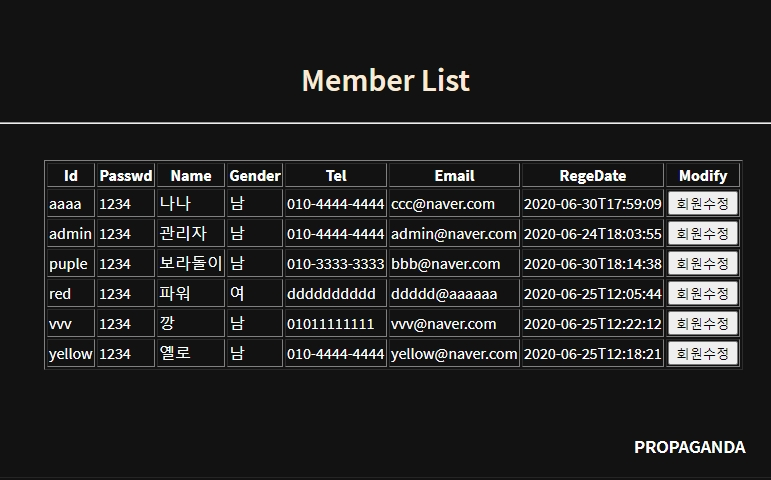 Member List
Id Passwd Name Gender Tel Email RegeDate Modify
aaaa 1234 나나 남 010-4444-4444 ccc@naver.com 2020-06-30T17:59:09 회원수정
admin 1234 관리자 남 010-4444-4444 admin@naver.com 2020-06-24T18:03:55 회원수정
puple 1234 보라돌이 남 010-3333-3333 bbb@naver.com 2020-06-30T18:14:38 회원수정
red 1234 파워 여 dddddddddd ddddd@aaaaaa 2020-06-25T12:05:44 회원수정
vvv 1234 깡 남 01011111111 vvv@naver.com 2020-06-25T12:22:12 회원수정
yellow 1234 옐로 남 010-4444-4444 yellow@naver.com 2020-06-25T12:18:21 회원수정
PROPAGANDA